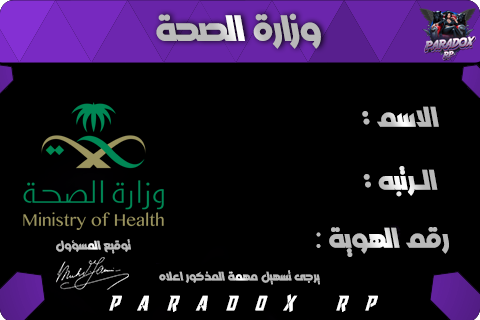 وزارة الصحة
PARADOX
RP
الاسم :
الرتبه :
رقم الهوية :
وزارة الصحة
Ministry of Health
توقيع المسؤول
يرجى تسهيل مهمة المذكور اعلاه
PARADOX RP